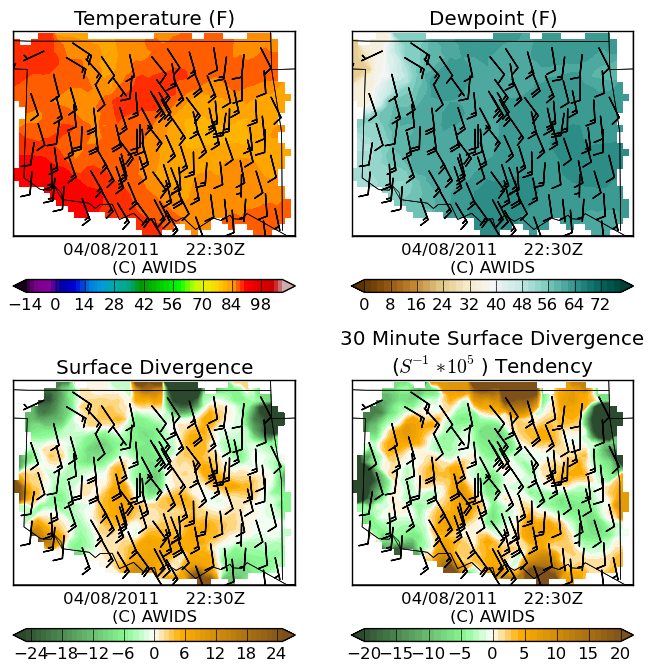 Temperature (F)
Dewpoint (F)
04/08/2011 22:30Z
(C) AWIDS
04/08/2011 22:30Z
(C) AWIDS
−14 0 14 28 42 56 70 84 98
0 8 16 24 32 40 48 56 64 72
Surface Divergence
30 Minute Surface Divergence
(S⁻¹ *10⁵ ) Tendency
04/08/2011 22:30Z
(C) AWIDS
04/08/2011 22:30Z
(C) AWIDS
−24 −18 −12 −6 0 6 12 18 24
−20 −15 −10 −5 0 5 10 15 20